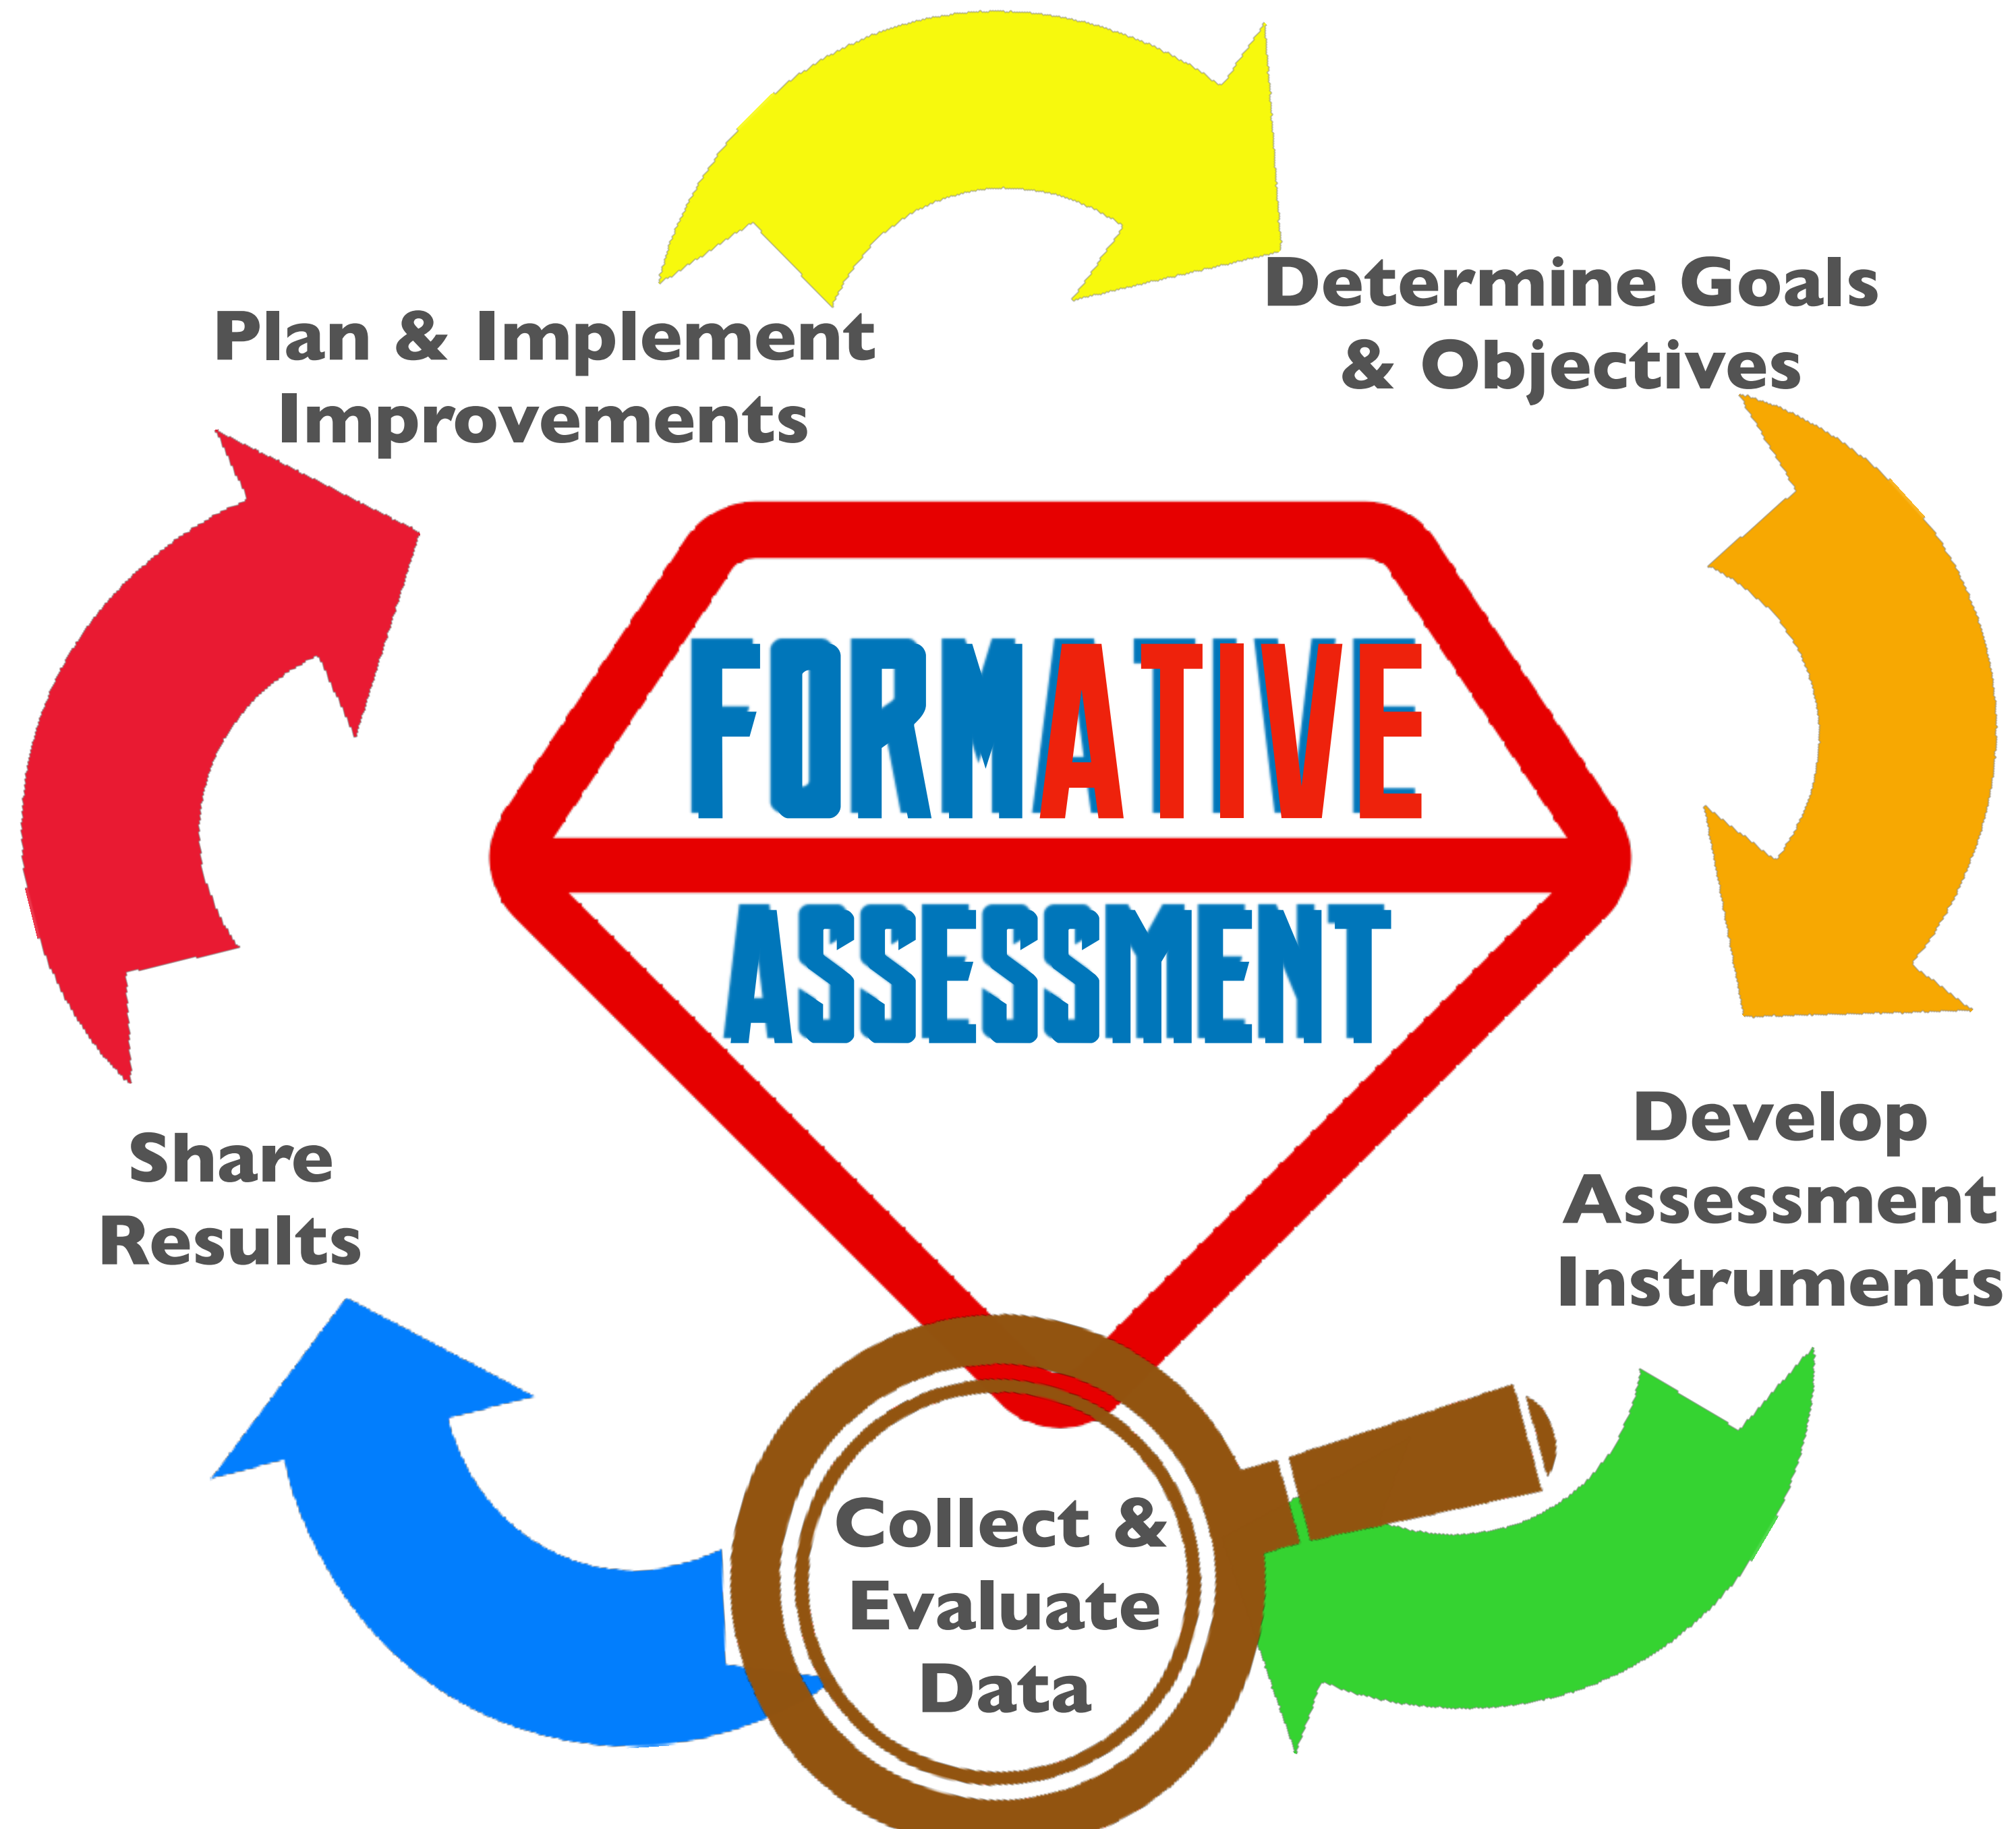 Determine Goals
& Objectives
Plan & Implement
Improvements
FORMATIVE
ASSESSMENT
Develop
Assessment
Instruments
Share
Results
Collect &
Evaluate
Data